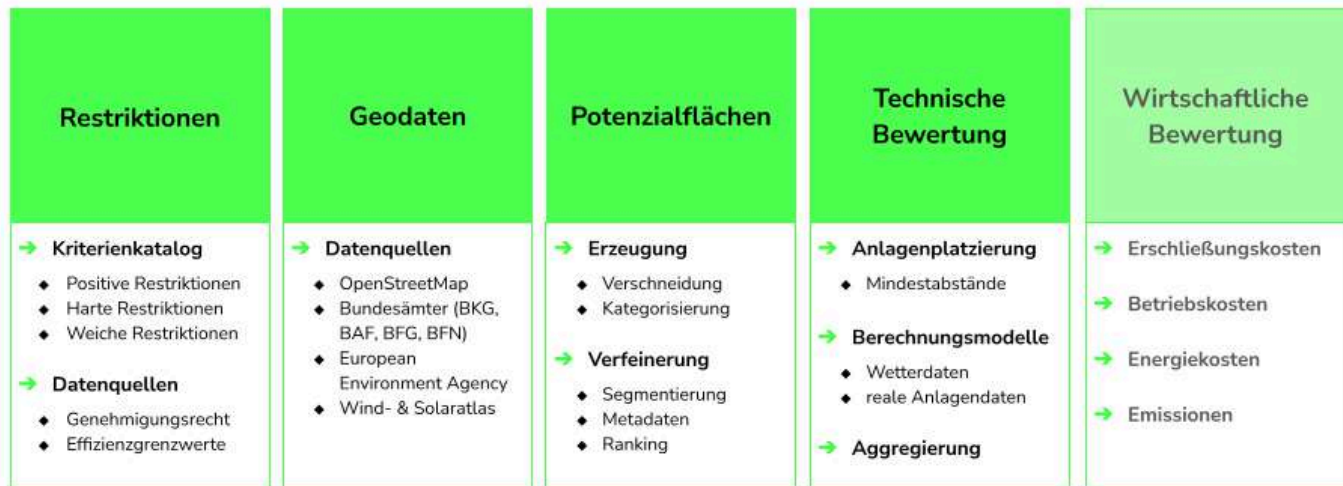 Restriktionen
➔ Kriterienkatalog
◆ Positive Restriktionen
◆ Harte Restriktionen
◆ Weiche Restriktionen
➔ Datenquellen
◆ Genehmigungsrecht
◆ Effizienzgrenzwerte
Geodaten
➔ Datenquellen
◆ OpenStreetMap
◆ Bundesämter (BKG,
BAF, BFG, BFN)
◆ European
Environment Agency
◆ Wind- & Solaratlas
Potenzialflächen
➔ Erzeugung
◆ Verschneidung
◆ Kategorisierung
➔ Verfeinerung
◆ Segmentierung
◆ Metadaten
◆ Ranking
Technische
Bewertung
➔ Anlagenplatzierung
◆ Mindestabstände
➔ Berechnungsmodelle
◆ Wetterdaten
◆ reale Anlagendaten
➔ Aggregierung
Wirtschaftliche
Bewertung
➔ Erschließungskosten
➔ Betriebskosten
➔ Energiekosten
➔ Emissionen